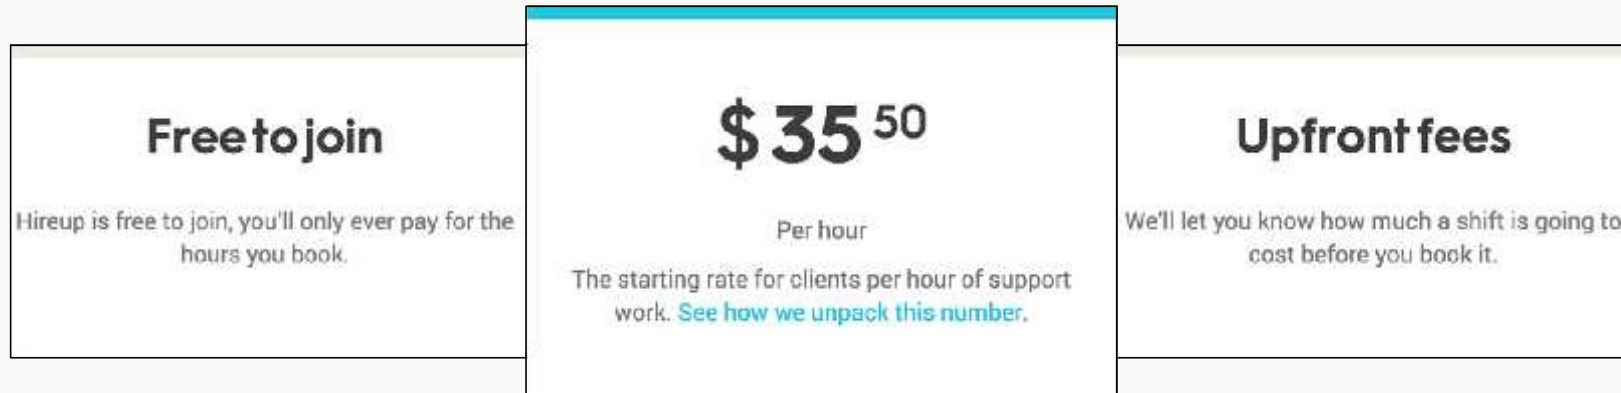 Free to join
Hireup is free to join, you'll only ever pay for the
hours you book.
$35 50
Per hour
The starting rate for clients per hour of support
work. See how we unpack this number.
Upfront fees
We'll let you know how much a shift is going to
cost before you book it.